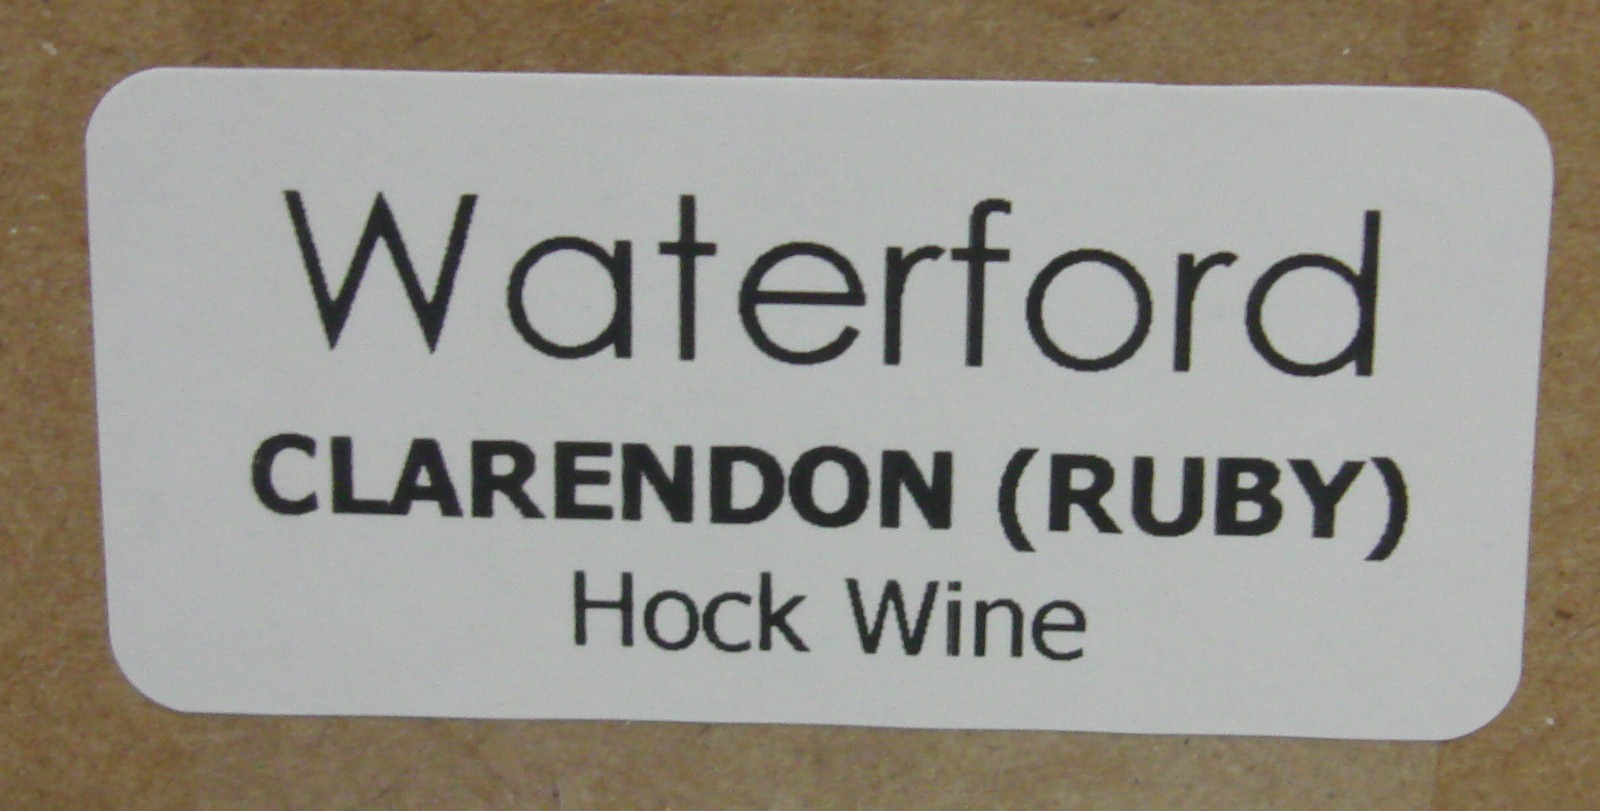 Waterford
CLARENDON (RUBY)
Hock Wine